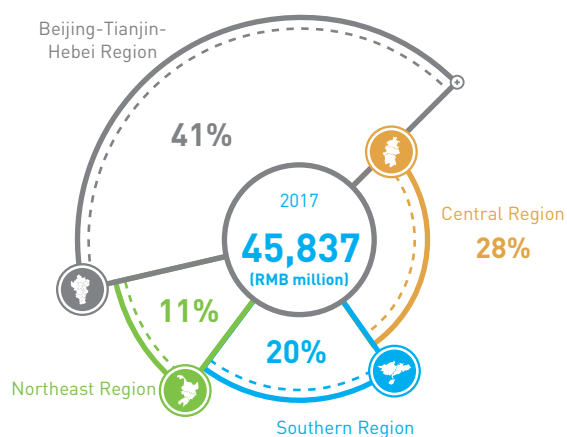 Beijing-Tianjin-
Hebei Region
41%
2017
45,837
(RMB million)
Central Region
28%
11%
20%
Northeast Region
Southern Region